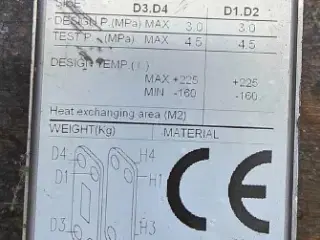 SIDE D3.D4 D1.D2
DESIGN P.(MPa) MAX 3.0 3.0
TEST P. (MPa) MAX 4.5 4.5
DESIGN TEMP.( )
MAX +225 +225
MIN -160 -160
Heat exchanging area (M2)
WEIGHT(Kg) MATERIAL
D4 H4
D1 H1
D3 H3
CE